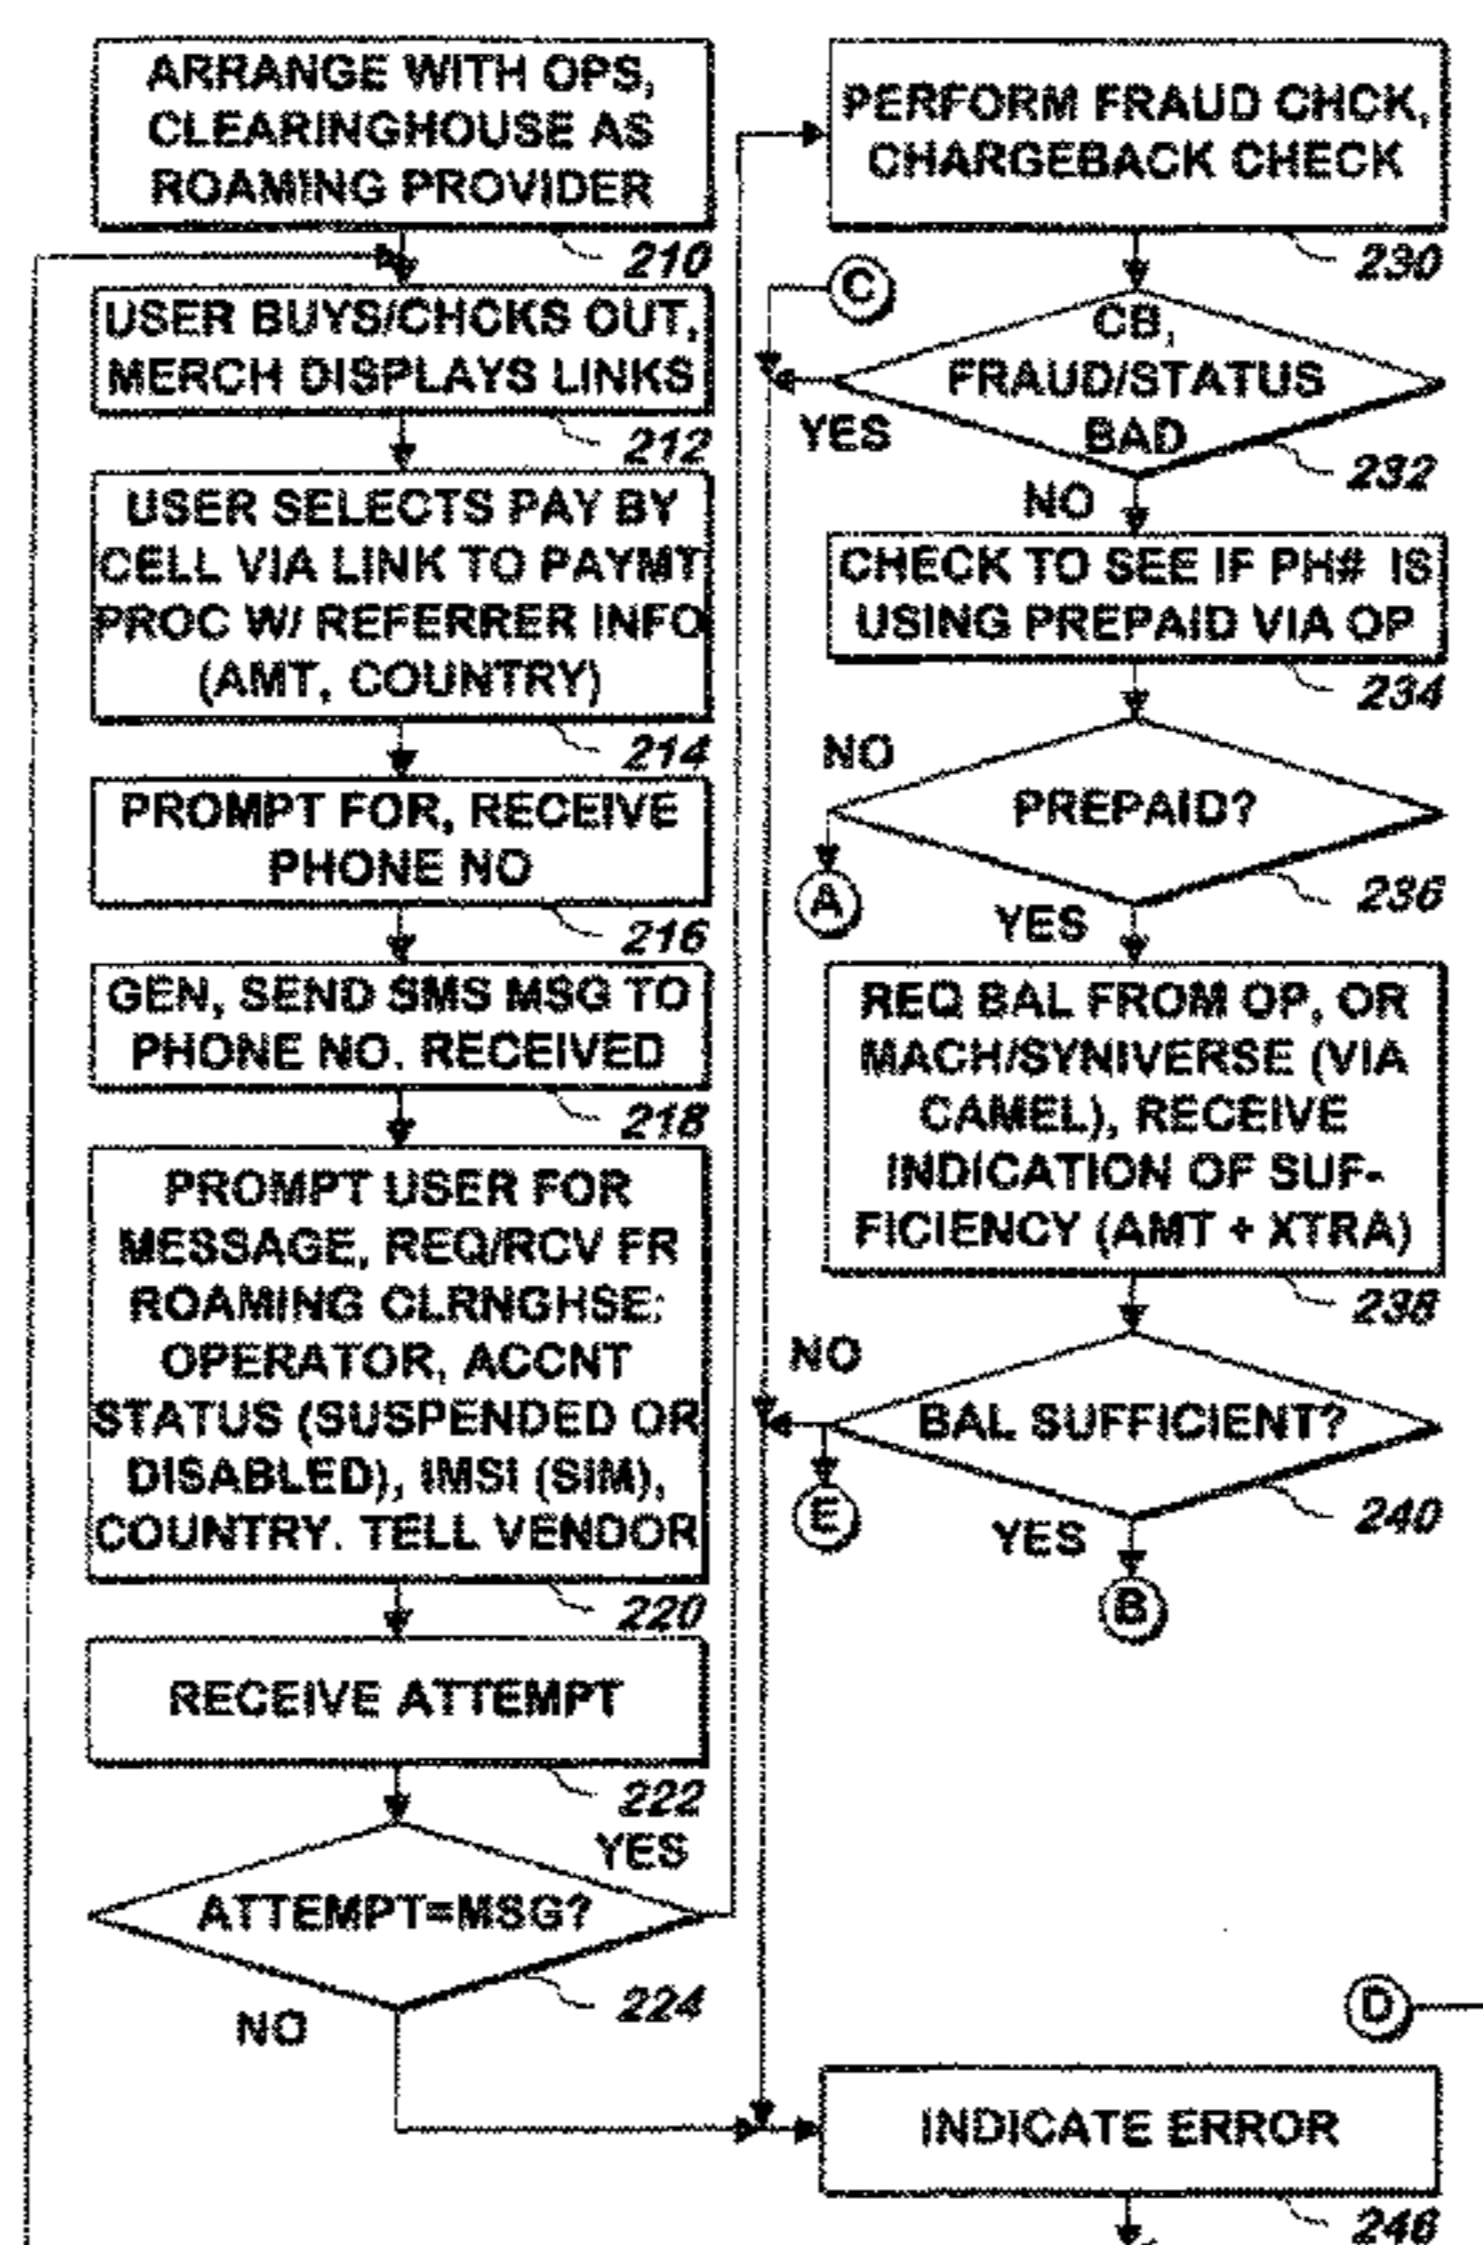 ARRANGE WITH OPS,
CLEARINGHOUSE AS
ROAMING PROVIDER
210
USER BUYS/CHCKS OUT,
MERCH DISPLAYS LINKS
212
USER SELECTS PAY BY
CELL VIA LINK TO PAYMT
PROC W/ REFERRER INFO
(AMT, COUNTRY)
214
PROMPT FOR, RECEIVE
PHONE NO
216
GEN, SEND SMS MSG TO
PHONE NO. RECEIVED
218
PROMPT USER FOR
MESSAGE, REQ/RCV FR
ROAMING CLRNGHSE:
OPERATOR, ACCNT
STATUS (SUSPENDED OR
DISABLED), IMSI (SIM),
COUNTRY. TELL VENDOR
220
RECEIVE ATTEMPT
222
YES
ATTEMPT=MSG?
224
NO
PERFORM FRAUD CHCK,
CHARGEBACK CHECK
230
C
CB,
FRAUD/STATUS
BAD
YES
232
NO
CHECK TO SEE IF PH# IS
USING PREPAID VIA OP
234
NO
PREPAID?
A
236
YES
REQ BAL FROM OP, OR
MACH/SYNIVERSE (VIA
CAMEL), RECEIVE
INDICATION OF SUF-
FICIENCY (AMT + XTRA)
238
NO
BAL SUFFICIENT?
E
240
YES
B
D
INDICATE ERROR
246